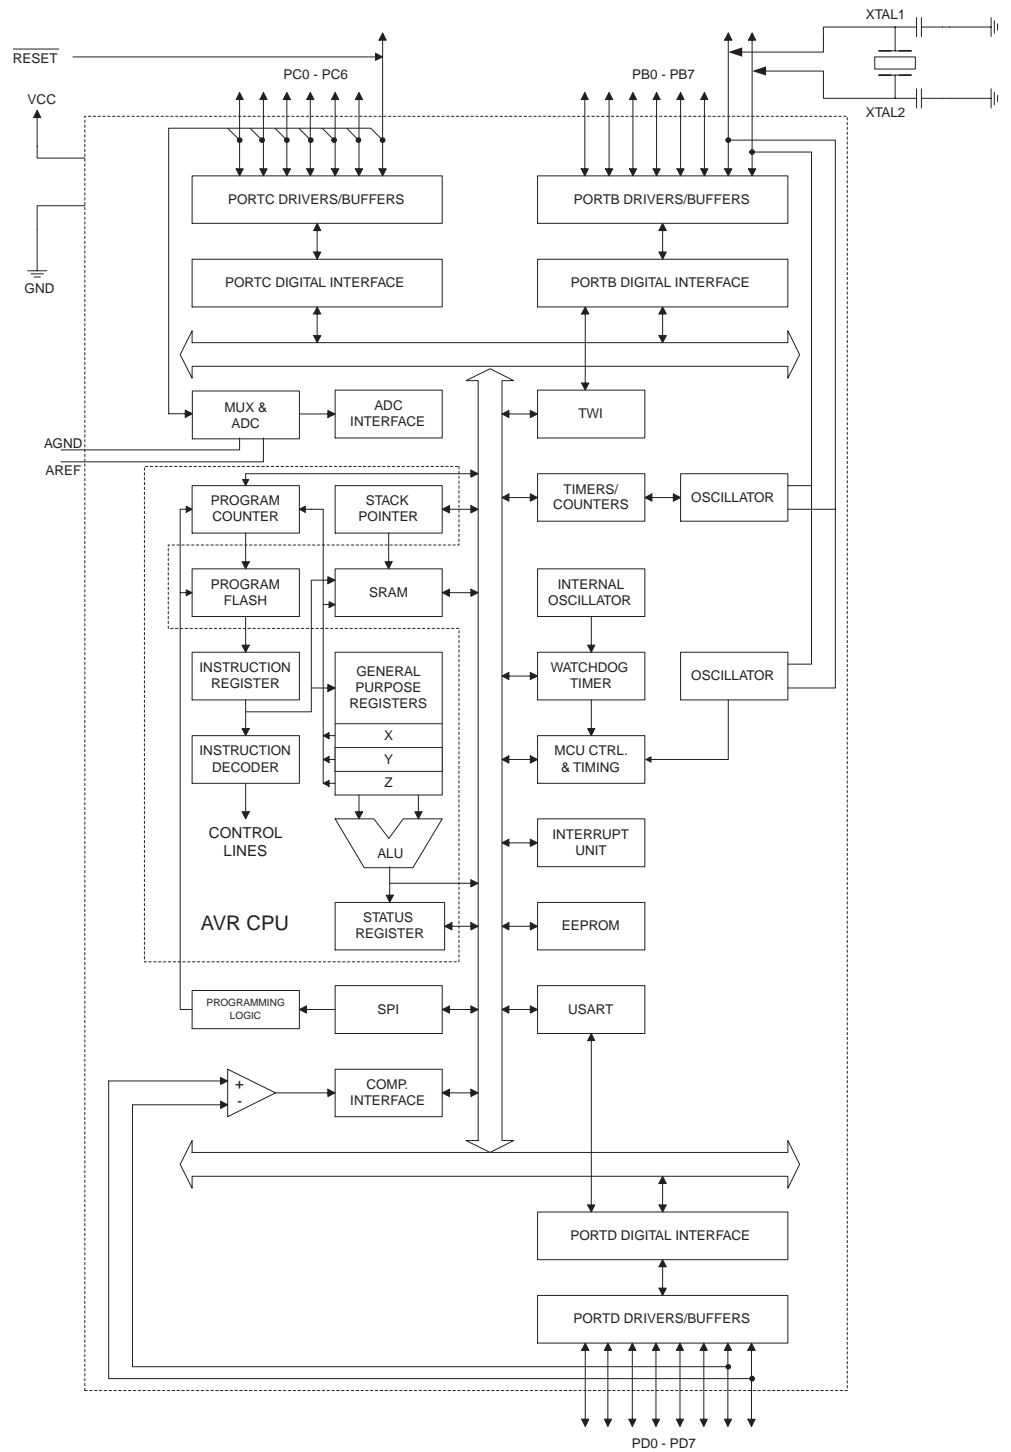 XTAL1
RESET
PC0 - PC6
PB0 - PB7
VCC
XTAL2
PORTC DRIVERS/BUFFERS
PORTB DRIVERS/BUFFERS
GND
PORTC DIGITAL INTERFACE
PORTB DIGITAL INTERFACE
MUX &
ADC
ADC
INTERFACE
TWI
AGND
AREF
PROGRAM
COUNTER
STACK
POINTER
TIMERS/
COUNTERS
OSCILLATOR
PROGRAM
FLASH
SRAM
INTERNAL
OSCILLATOR
INSTRUCTION
REGISTER
GENERAL
PURPOSE
REGISTERS
WATCHDOG
TIMER
OSCILLATOR
X
INSTRUCTION
DECODER
Y
Z
MCU CTRL.
& TIMING
CONTROL
LINES
ALU
INTERRUPT
UNIT
AVR CPU
STATUS
REGISTER
EEPROM
PROGRAMMING
LOGIC
SPI
USART
+
-
COMP.
INTERFACE
PORTD DIGITAL INTERFACE
PORTD DRIVERS/BUFFERS
PD0 - PD7